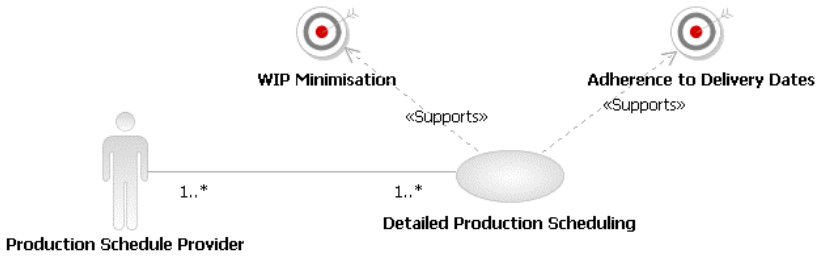 WIP Minimisation
Adherence to Delivery Dates
«Supports»
«Supports»
1..*
1..*
Detailed Production Scheduling
Production Schedule Provider